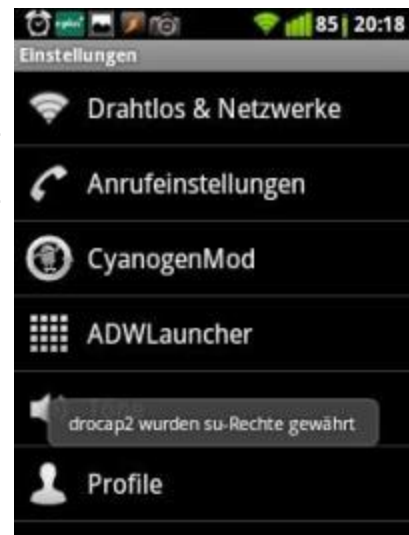 85 20:18
Einstellungen
Drahtlos & Netzwerke
Anrufeinstellungen
CyanogenMod
ADWLauncher
drocap2 wurden su-Rechte gewährt
Profile